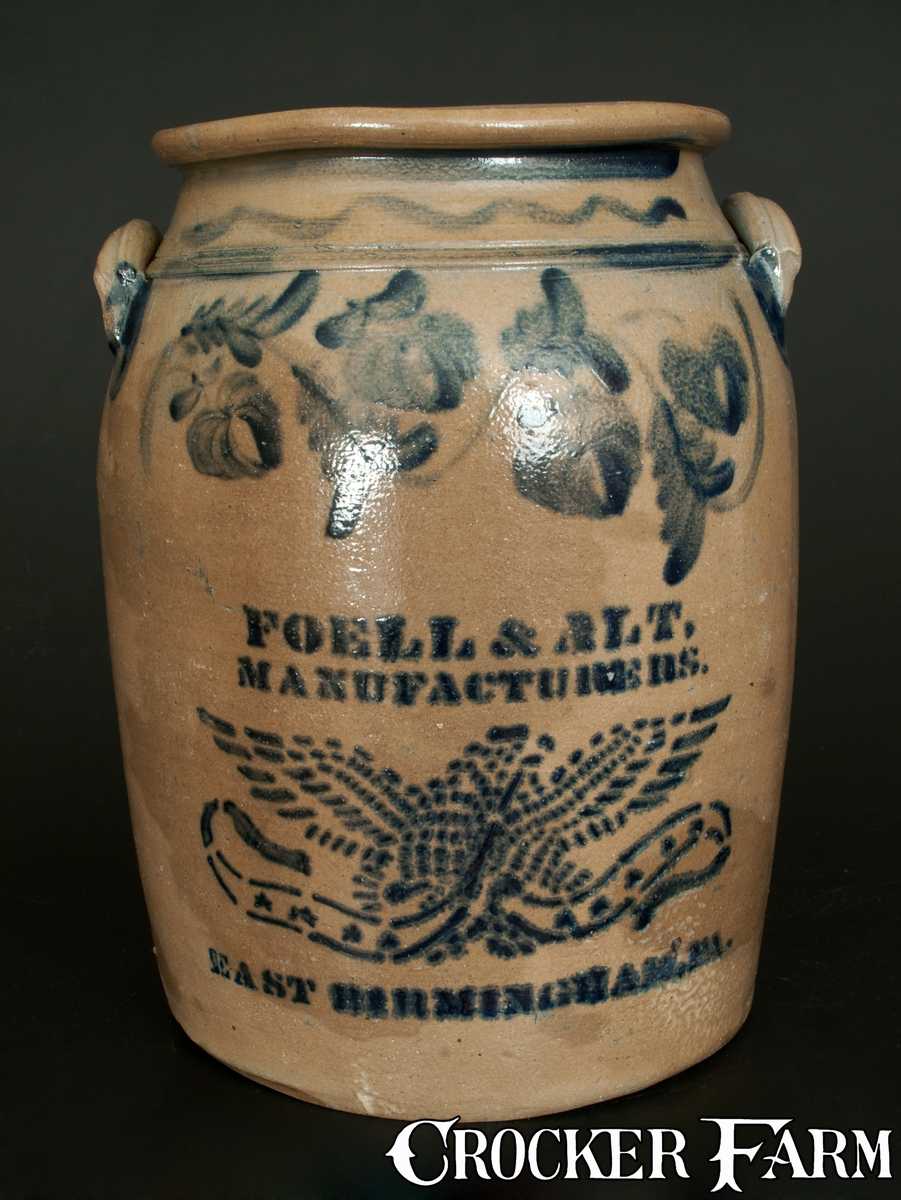 FOELL & ALT,
MANUFACTURERS.
EAST BIRMINGHAM, PA.
CROCKER FARM